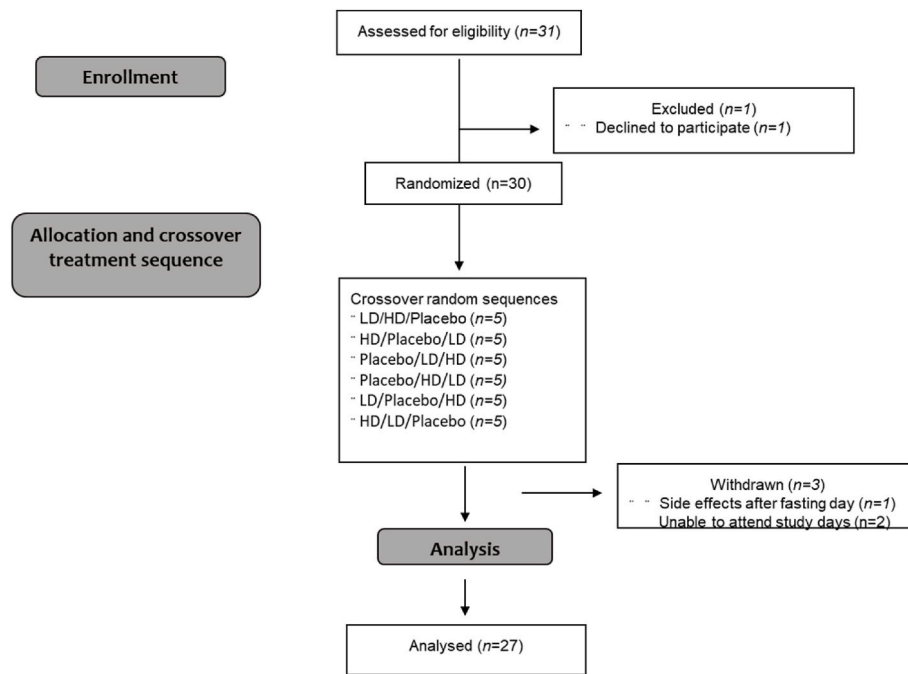 Assessed for eligibility (n=31)
Enrollment
Excluded (n=1)
¨ ¨ Declined to participate (n=1)
Randomized (n=30)
Allocation and crossover
treatment sequence
Crossover random sequences
¨ LD/HD/Placebo (n=5)
¨ HD/Placebo/LD (n=5)
¨ Placebo/LD/HD (n=5)
¨ Placebo/HD/LD (n=5)
¨ LD/Placebo/HD (n=5)
¨ HD/LD/Placebo (n=5)
Withdrawn (n=3)
¨ ¨ Side effects after fasting day (n=1)
Unable to attend study days (n=2)
Analysis
Analysed (n=27)